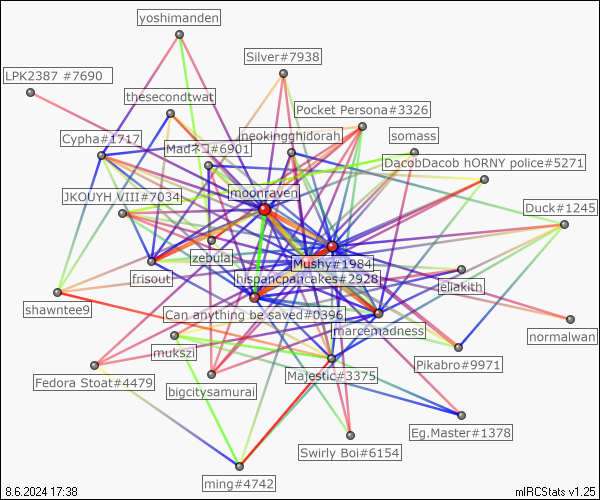 yoshimanden
Silver#7938
LPK2387 #7690
thesecondtwat
Pocket Persona#3326
Cypha#1717
Madネコ#6901
neokingghidorah
somass
DacobDacob hORNY police#5271
JKOUYH VIII#7034
moonraven
Duck#1245
zebula
Mushy#1984
frisout
hispancpancakes#2928
eliakith
shawntee9
Can anything be saved#0396
marcemadness
normalwan
mukszi
Pikabro#9971
Fedora Stoat#4479
Majestic#3375
bigcitysamurai
Eg.Master#1378
Swirly Boi#6154
ming#4742
8.6.2024 17:38
mIRCStats v1.25